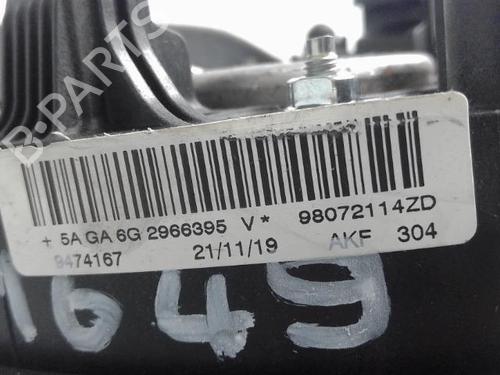 B-PARTS
+ 5A GA 6G 2966395 V * 98072114ZD
9474167 21/11/19 AKF 304
1649